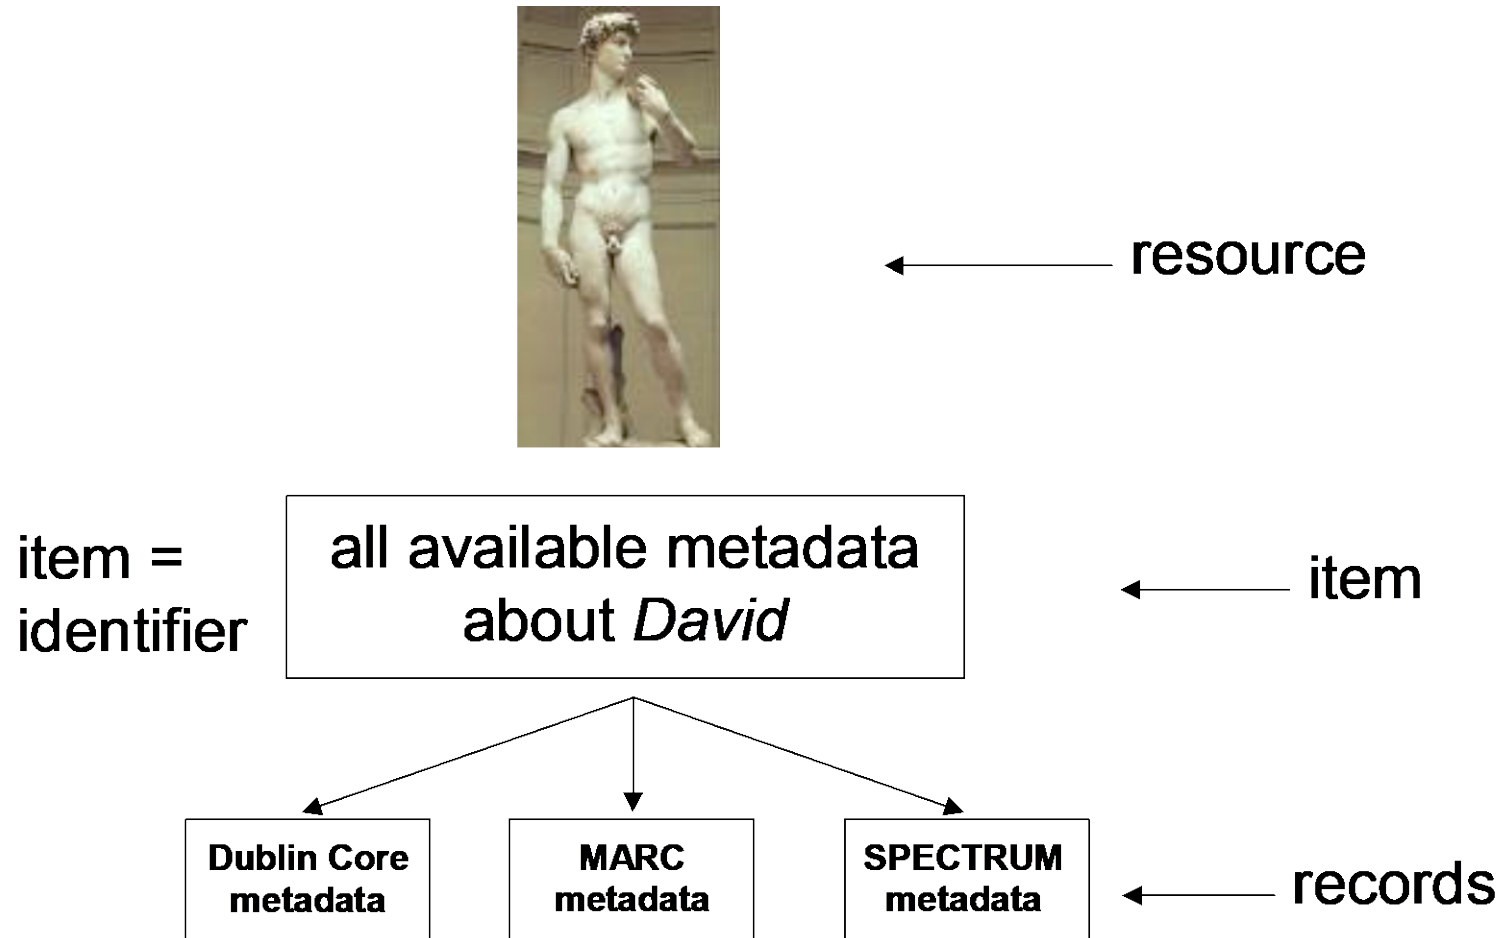 resource
item =
identifier
all available metadata
about David
item
Dublin Core
metadata
MARC
metadata
SPECTRUM
metadata
records